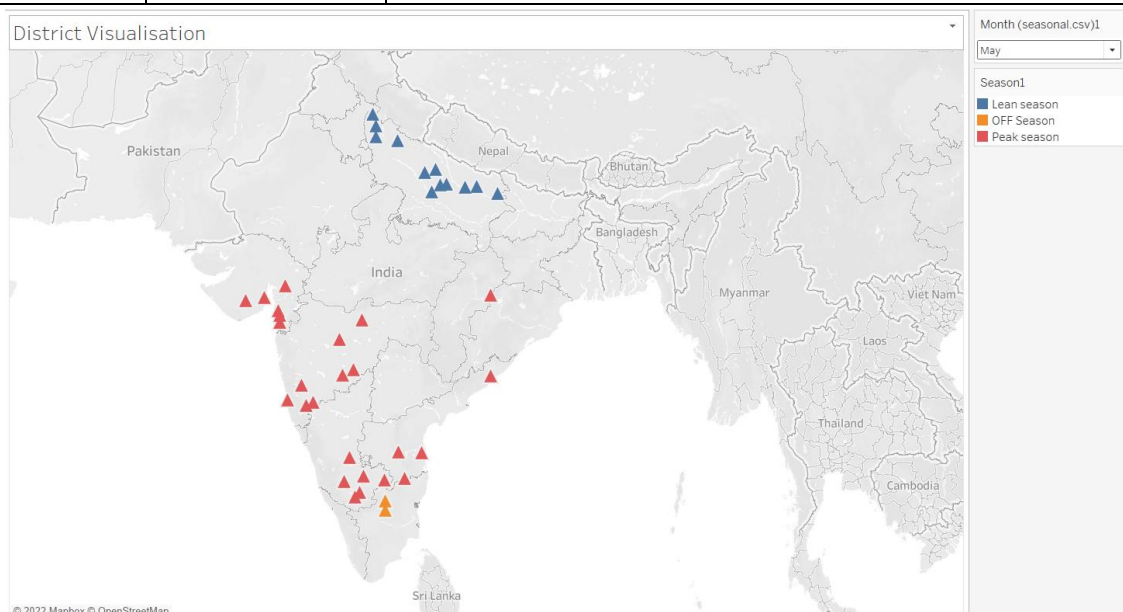 District Visualisation
Month (seasonal.csv)1
May
Season1
Lean season
OFF Season
Peak season
Pakistan
Nepal
Bhutan
Bangladesh
India
Myanmar
Viet Nam
Laos
Thailand
Cambodia
Sri Lanka
© 2022 Mapbox © OpenStreetMap